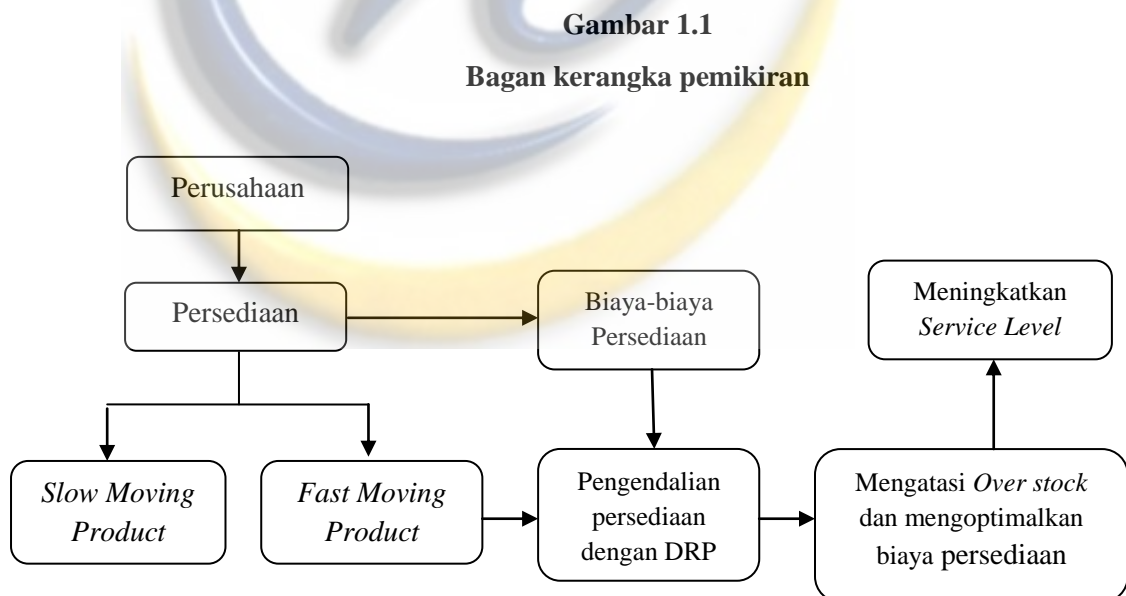 Gambar 1.1
Bagan kerangka pemikiran
Perusahaan
Persediaan
Biaya-biaya
Persediaan
Meningkatkan
Service Level
Slow Moving
Product
Fast Moving
Product
Pengendalian
persediaan
dengan DRP
Mengatasi Over stock
dan mengoptimalkan
biaya persediaan